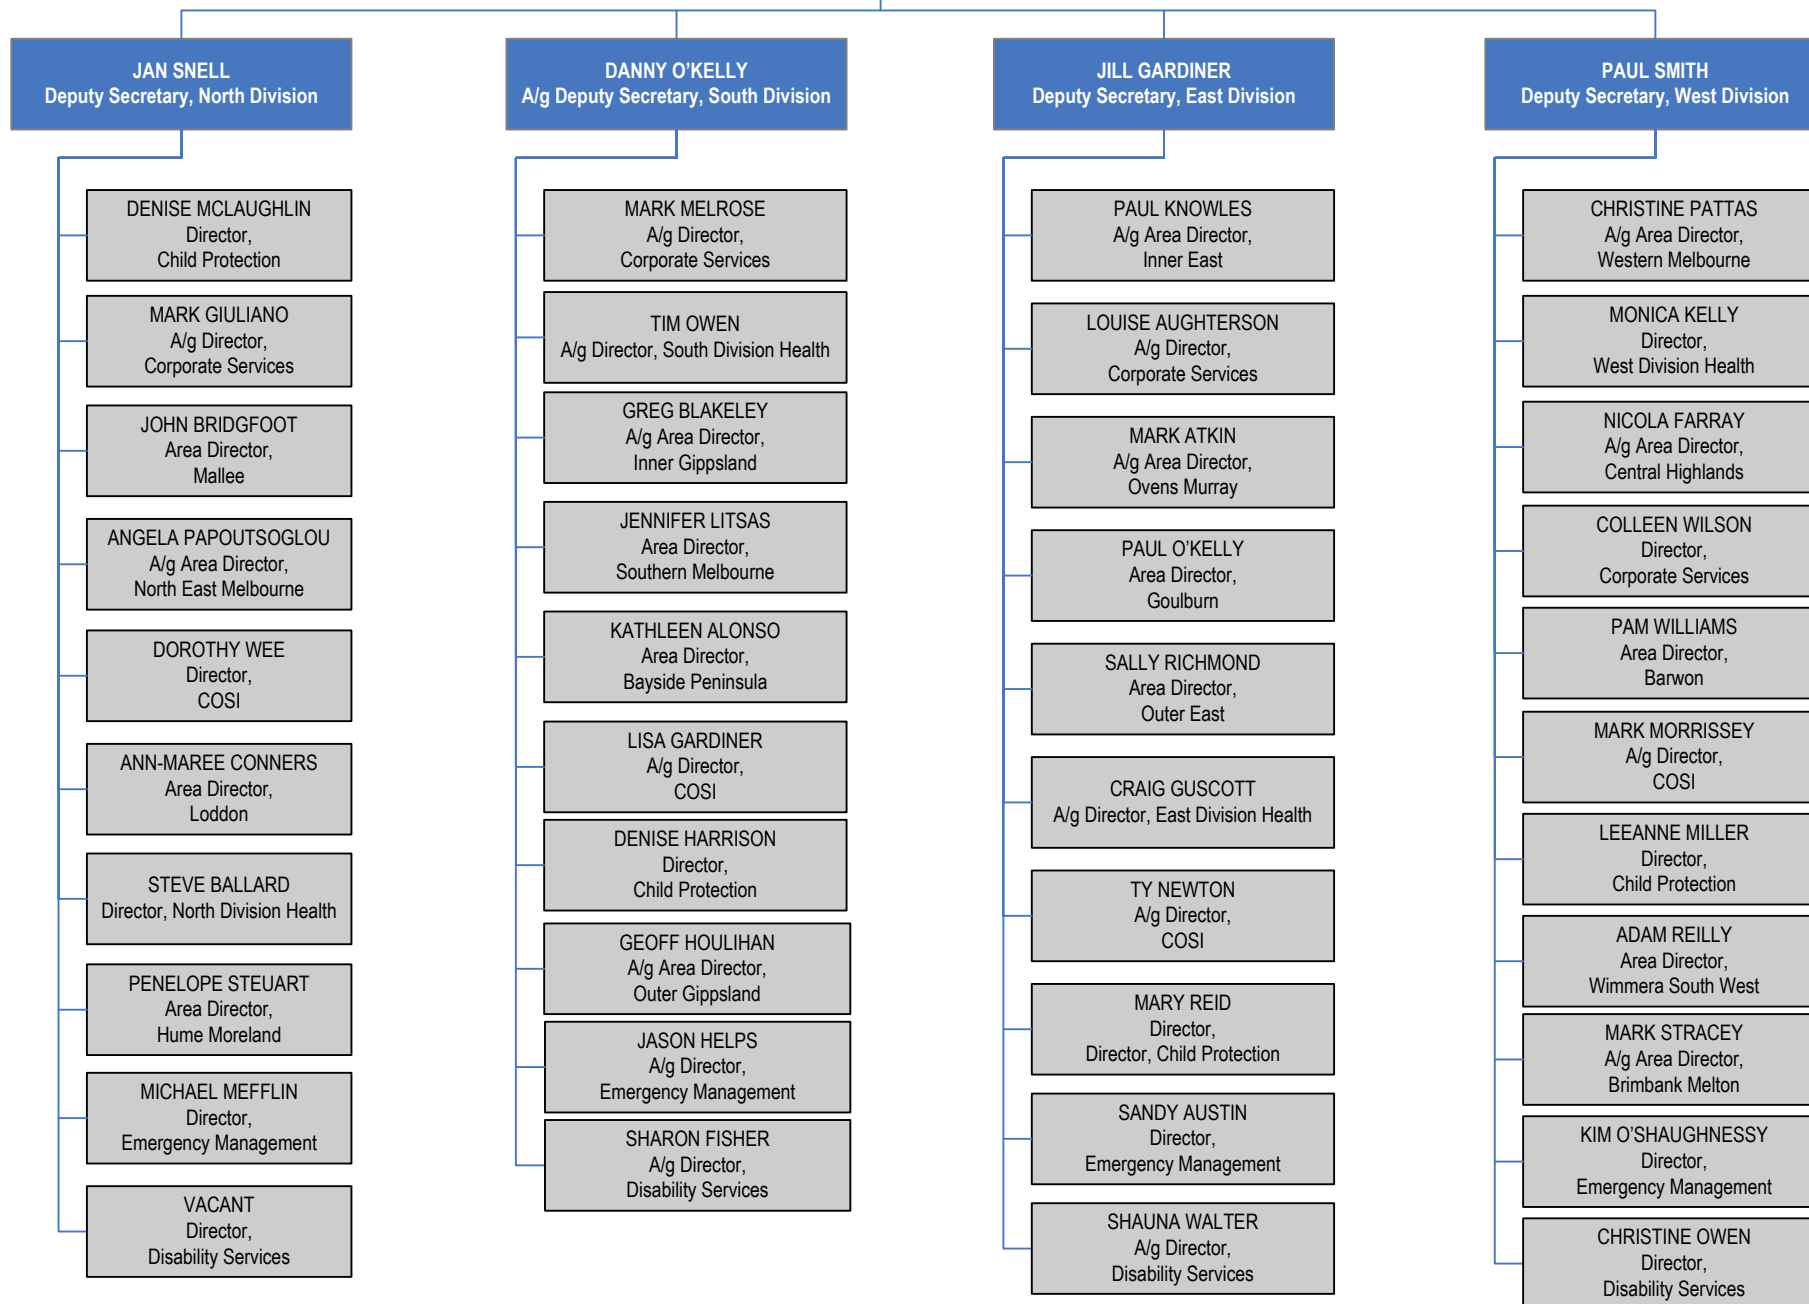 JAN SNELL
Deputy Secretary, North Division
DENISE MCLAUGHLIN
Director,
Child Protection
MARK GIULIANO
A/g Director,
Corporate Services
JOHN BRIDGFOOT
Area Director,
Mallee
ANGELA PAPOUTSOGLOU
A/g Area Director,
North East Melbourne
DOROTHY WEE
Director,
COSI
ANN-MAREE CONNERS
Area Director,
Loddon
STEVE BALLARD
Director, North Division Health
PENELOPE STEUART
Area Director,
Hume Moreland
MICHAEL MEFFLIN
Director,
Emergency Management
VACANT
Director,
Disability Services
DANNY O’KELLY
A/g Deputy Secretary, South Division
MARK MELROSE
A/g Director,
Corporate Services
TIM OWEN
A/g Director, South Division Health
GREG BLAKELEY
A/g Area Director,
Inner Gippsland
JENNIFER LITSAS
Area Director,
Southern Melbourne
KATHLEEN ALONSO
Area Director,
Bayside Peninsula
LISA GARDINER
A/g Director,
COSI
DENISE HARRISON
Director,
Child Protection
GEOFF HOULIHAN
A/g Area Director,
Outer Gippsland
JASON HELPS
A/g Director,
Emergency Management
SHARON FISHER
A/g Director,
Disability Services
JILL GARDINER
Deputy Secretary, East Division
PAUL KNOWLES
A/g Area Director,
Inner East
LOUISE AUGHTERSON
A/g Director,
Corporate Services
MARK ATKIN
A/g Area Director,
Ovens Murray
PAUL O’KELLY
Area Director,
Goulburn
SALLY RICHMOND
Area Director,
Outer East
CRAIG GUSCOTT
A/g Director, East Division Health
TY NEWTON
A/g Director,
COSI
MARY REID
Director,
Director, Child Protection
SANDY AUSTIN
Director,
Emergency Management
SHAUNA WALTER
A/g Director,
Disability Services
PAUL SMITH
Deputy Secretary, West Division
CHRISTINE PATTAS
A/g Area Director,
Western Melbourne
MONICA KELLY
Director,
West Division Health
NICOLA FARRAY
A/g Area Director,
Central Highlands
COLLEEN WILSON
Director,
Corporate Services
PAM WILLIAMS
Area Director,
Barwon
MARK MORRISSEY
A/g Director,
COSI
LEEANNE MILLER
Director,
Child Protection
ADAM REILLY
Area Director,
Wimmera South West
MARK STRACEY
A/g Area Director,
Brimbank Melton
KIM O’SHAUGHNESSY
Director,
Emergency Management
CHRISTINE OWEN
Director,
Disability Services